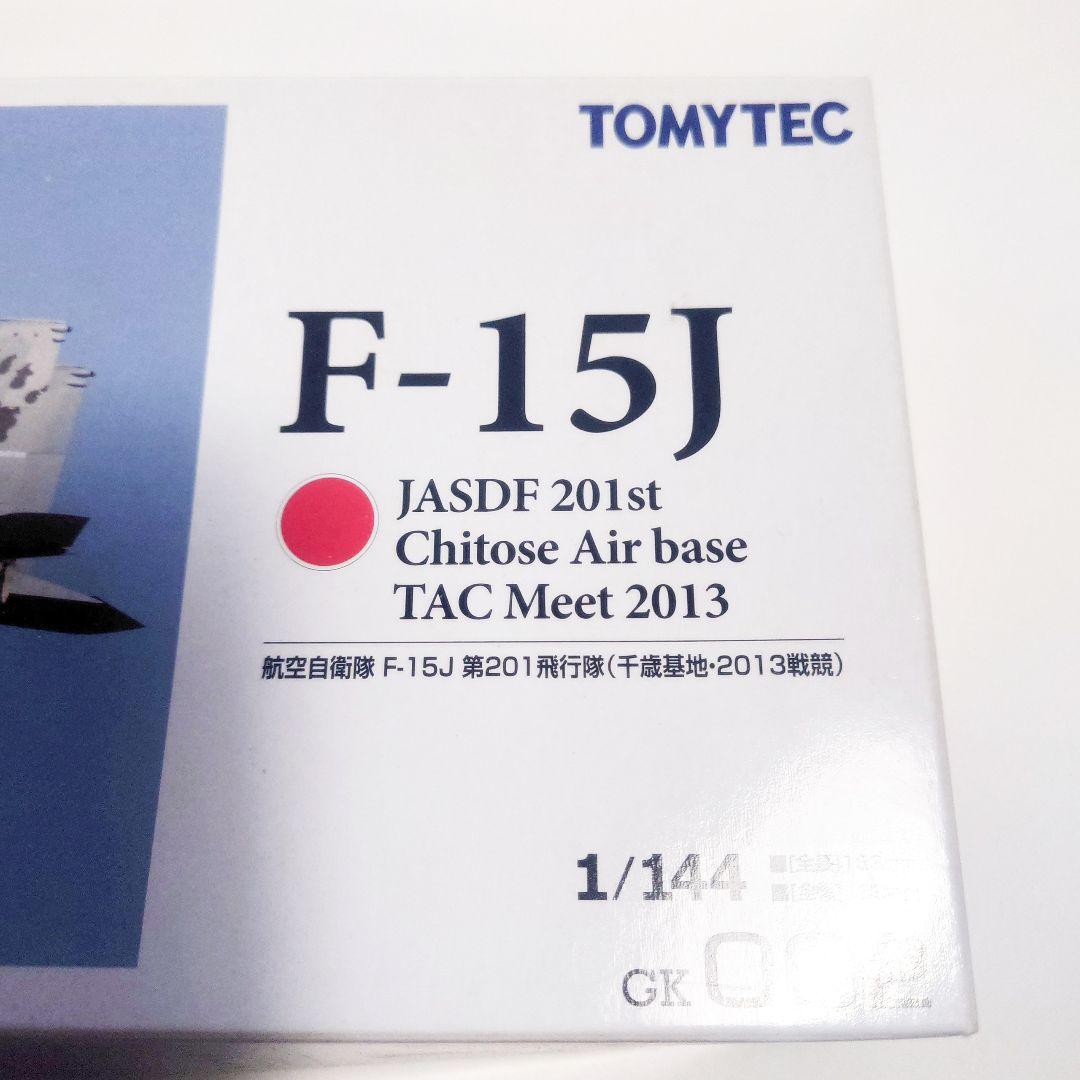 TOMYTEC
F-15J
JASDF 201st
Chitose Air base
TAC Meet 2013
航空自衛隊 F-15J 第201飛行隊(千歳基地・2013戦競)
1/144
GK